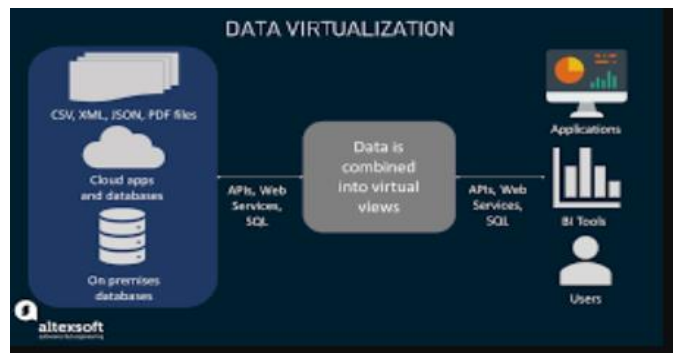 DATA VIRTUALIZATION
CSV, XML, JSON, PDF files
Cloud apps
and databases
On premises
databases
APIs, Web
Services,
SQL
Data is
combined
into virtual
views
APIs, Web
Services,
SQL
Applications
BI Tools
Users
altexsoft